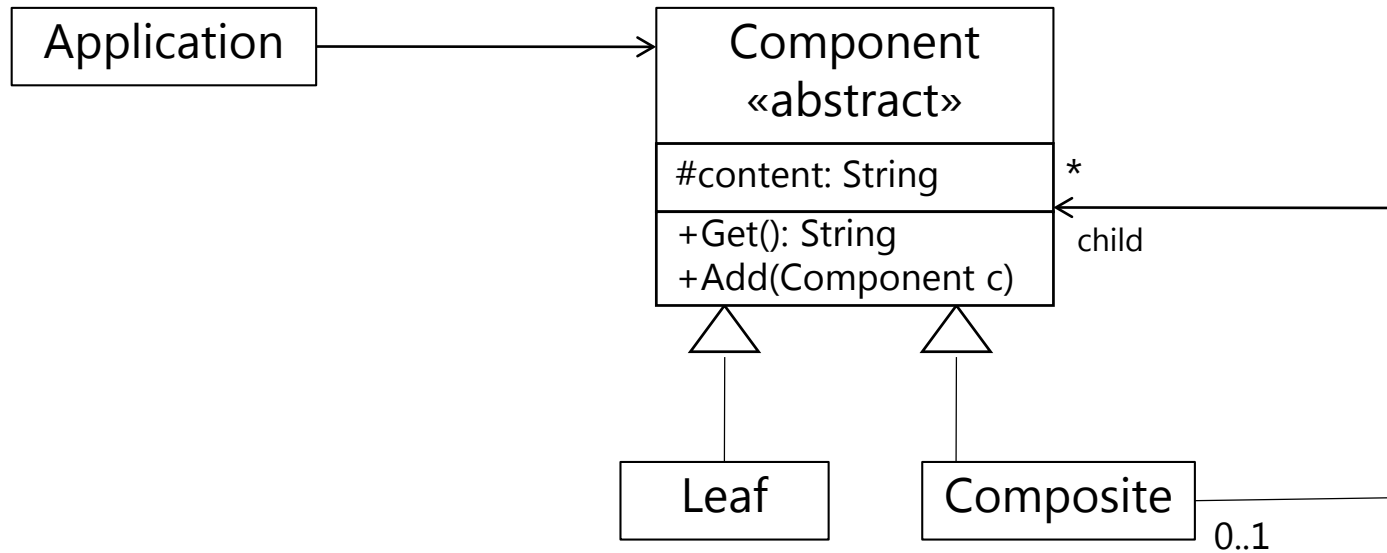 Application
Component
«abstract»
#content: String
*
+Get(): String
child
+Add(Component c)
Leaf
Composite
0..1